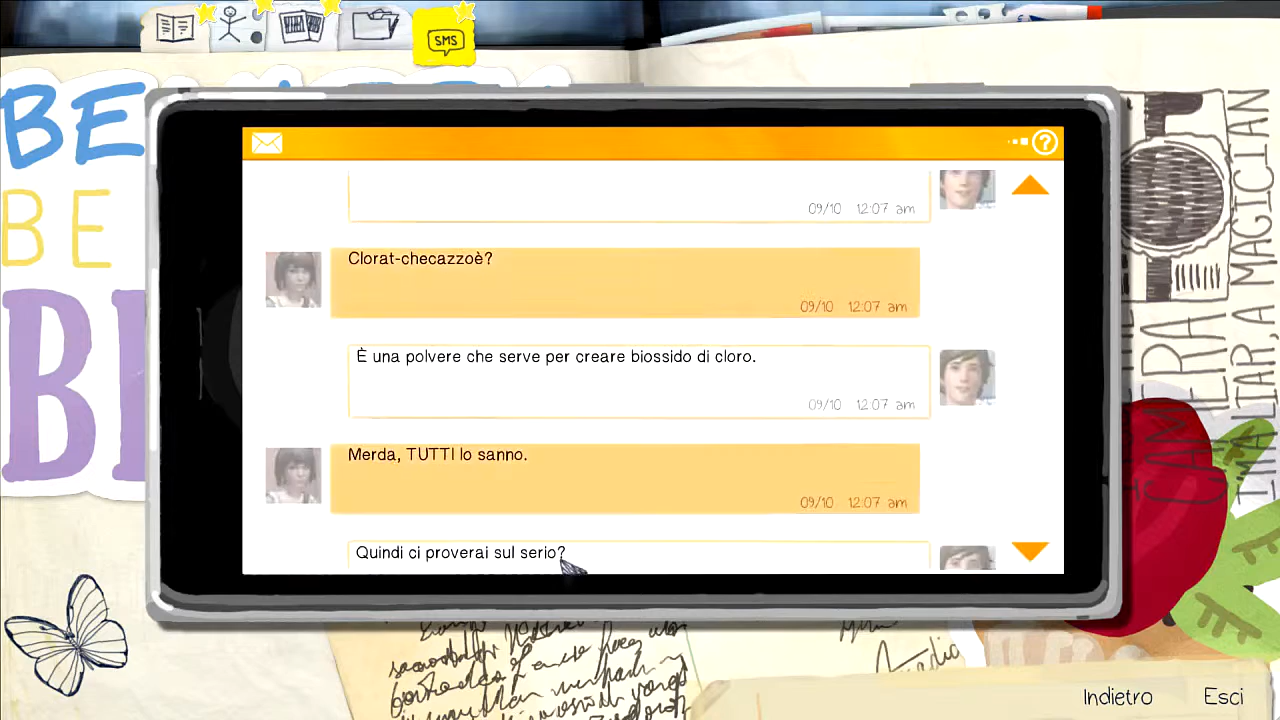 SMS
BE
BE
09/10 12:07 am
Clorat-checazzoè?
09/10 12:07 am
È una polvere che serve per creare biossido di cloro.
09/10 12:07 am
Merda, TUTTI lo sanno.
09/10 12:07 am
Quindi ci proverai sul serio?
CAMERA
I'M A LIAR, A MAGICIAN
Indietro Esci